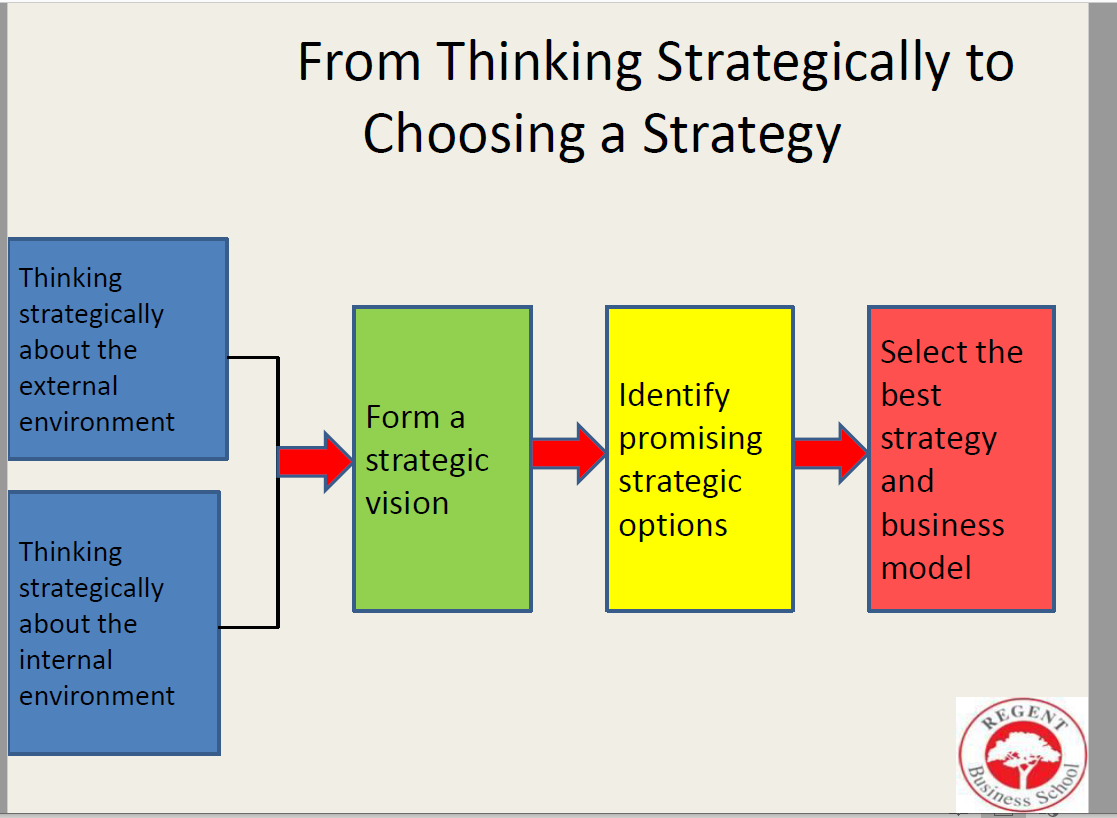 From Thinking Strategically to
Choosing a Strategy
Thinking
strategically
about the
external
environment
Thinking
strategically
about the
internal
environment
Form a
strategic
vision
Identify
promising
strategic
options
Select the
best
strategy
and
business
model
REGENT
Business School